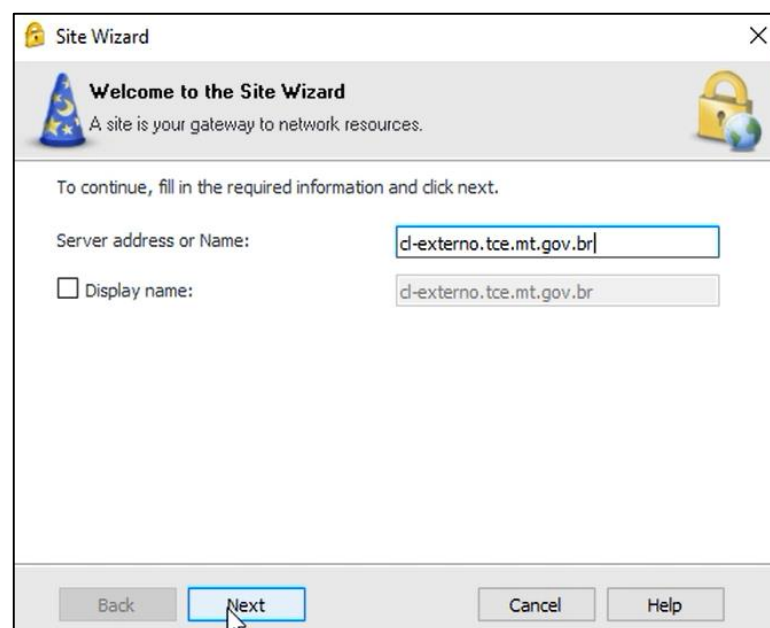 Site Wizard
Welcome to the Site Wizard
A site is your gateway to network resources.
To continue, fill in the required information and click next.
Server address or Name: cl-externo.tce.mt.gov.br
Display name: cl-externo.tce.mt.gov.br
Back Next Cancel Help